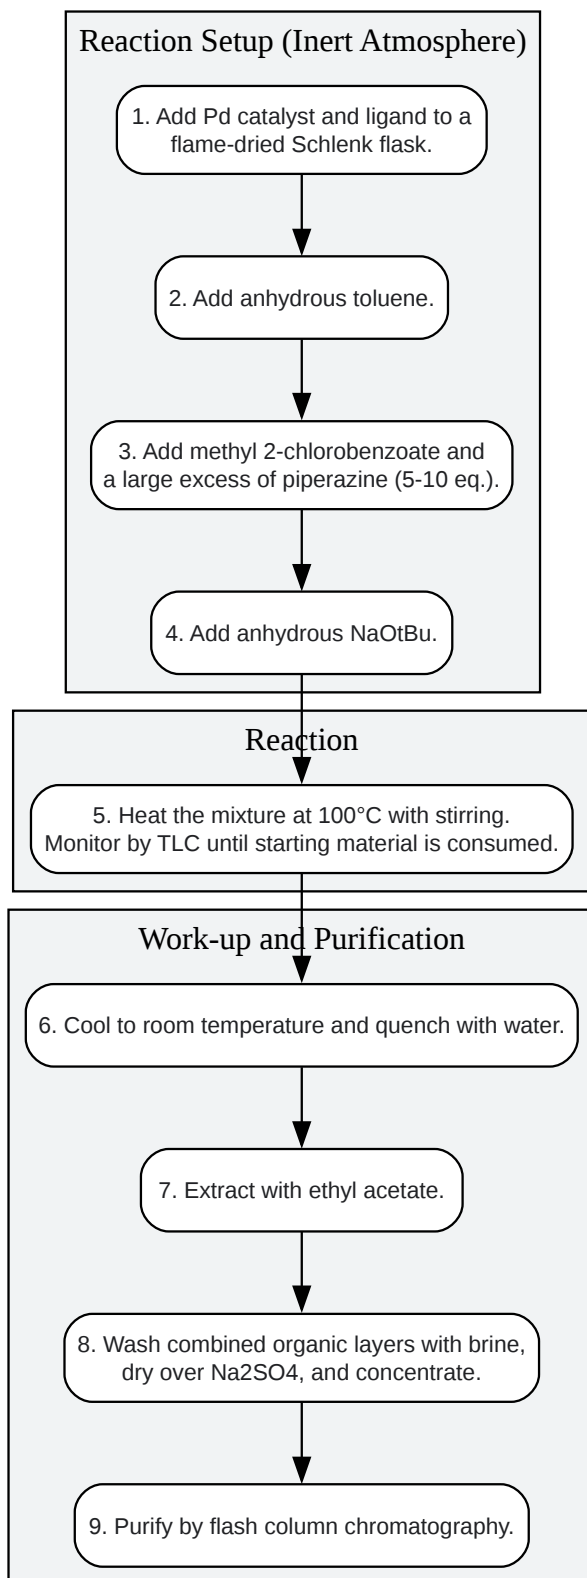 Reaction Setup (Inert Atmosphere)
1. Add Pd catalyst and ligand to a
flame-dried Schlenk flask.
2. Add anhydrous toluene.
3. Add methyl 2-chlorobenzoate and
a large excess of piperazine (5-10 eq.).
4. Add anhydrous NaOtBu.
Reaction
5. Heat the mixture at 100°C with stirring.
Monitor by TLC until starting material is consumed.
Work-up and Purification
6. Cool to room temperature and quench with water.
7. Extract with ethyl acetate.
8. Wash combined organic layers with brine,
dry over Na2SO4, and concentrate.
9. Purify by flash column chromatography.